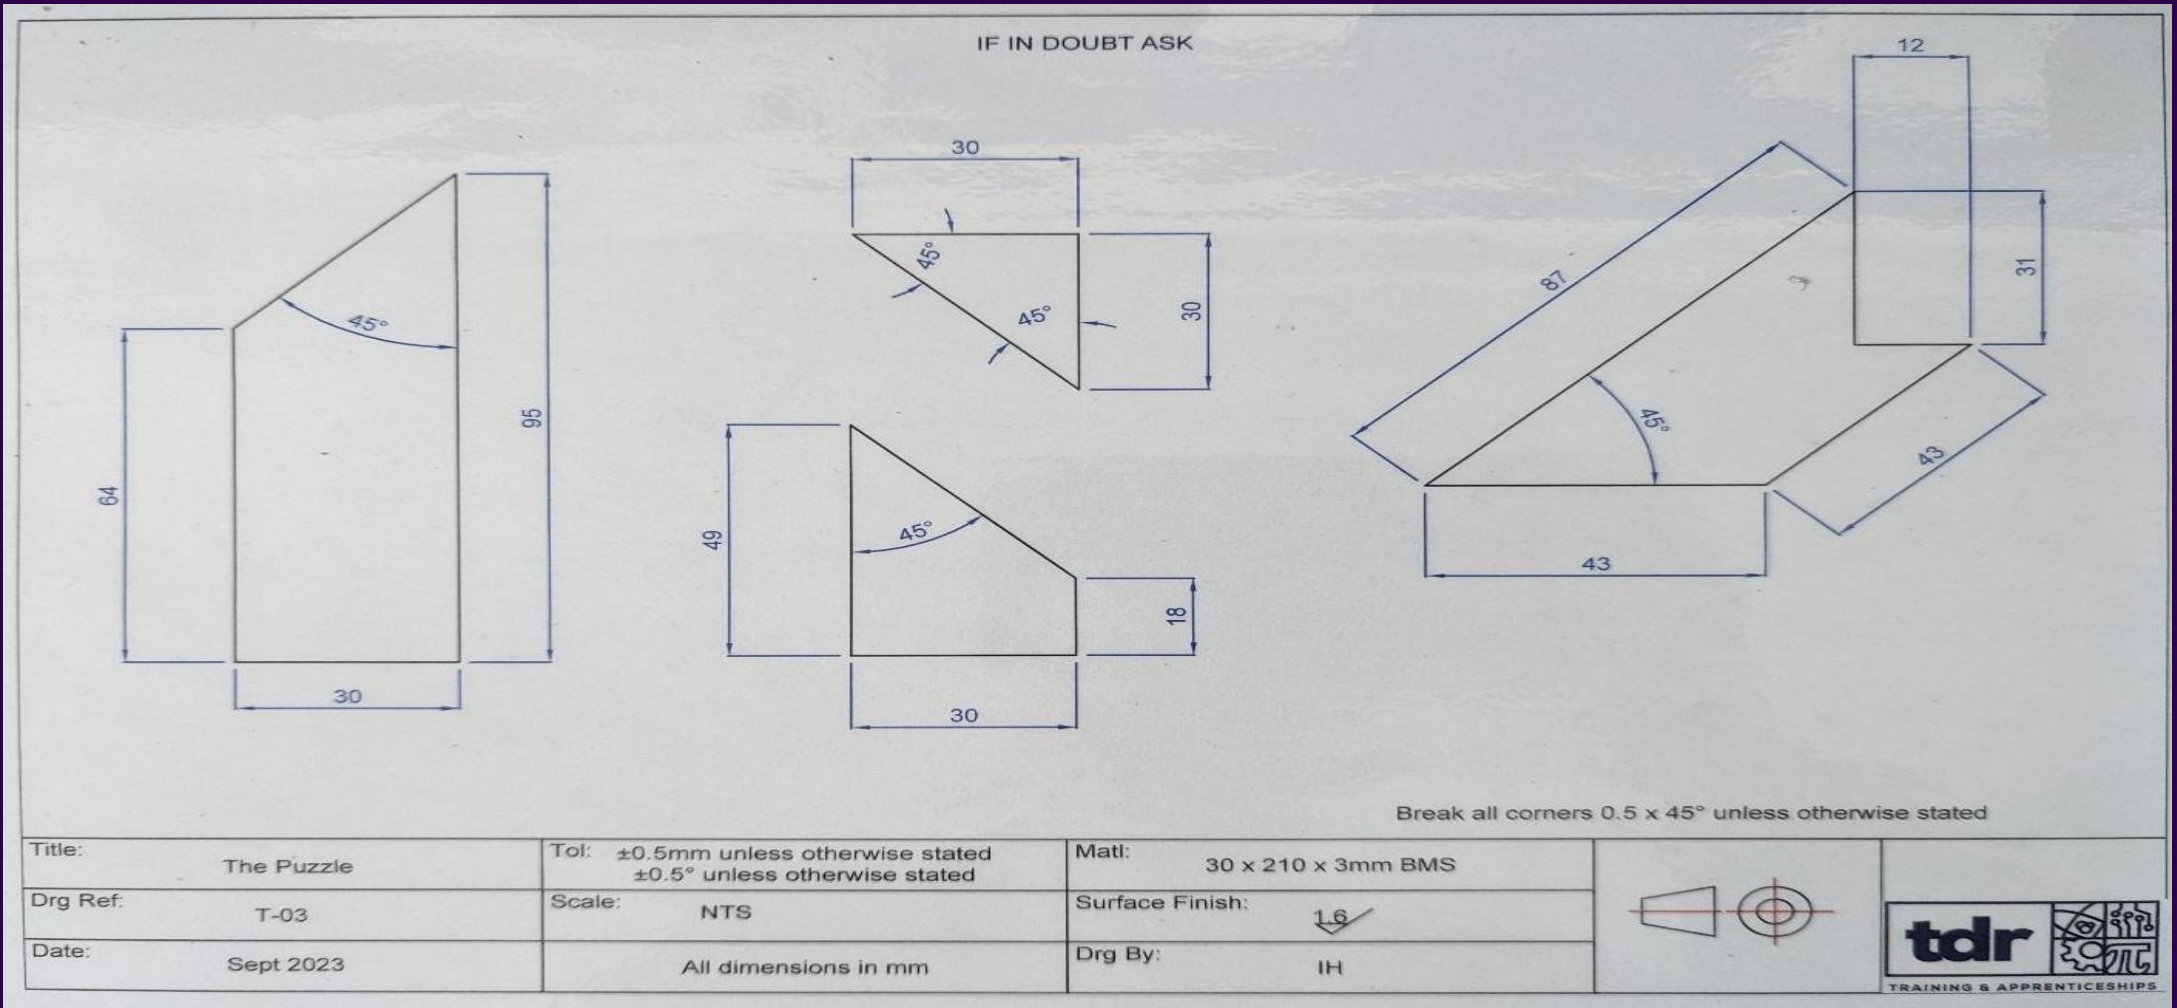 IF IN DOUBT ASK
12
30
87
31
45°
45°
30
45°
64
95
45°
43
43
49
45°
18
30
30
Break all corners 0.5 x 45° unless otherwise stated
Title:
The Puzzle
Tol: ±0.5mm unless otherwise stated
±0.5° unless otherwise stated
Matl:
30 x 210 x 3mm BMS
Drg Ref:
T-03
Scale:
NTS
Surface Finish:
1.6
Date:
Sept 2023
All dimensions in mm
Drg By:
IH
tdr
TRAINING & APPRENTICESHIPS